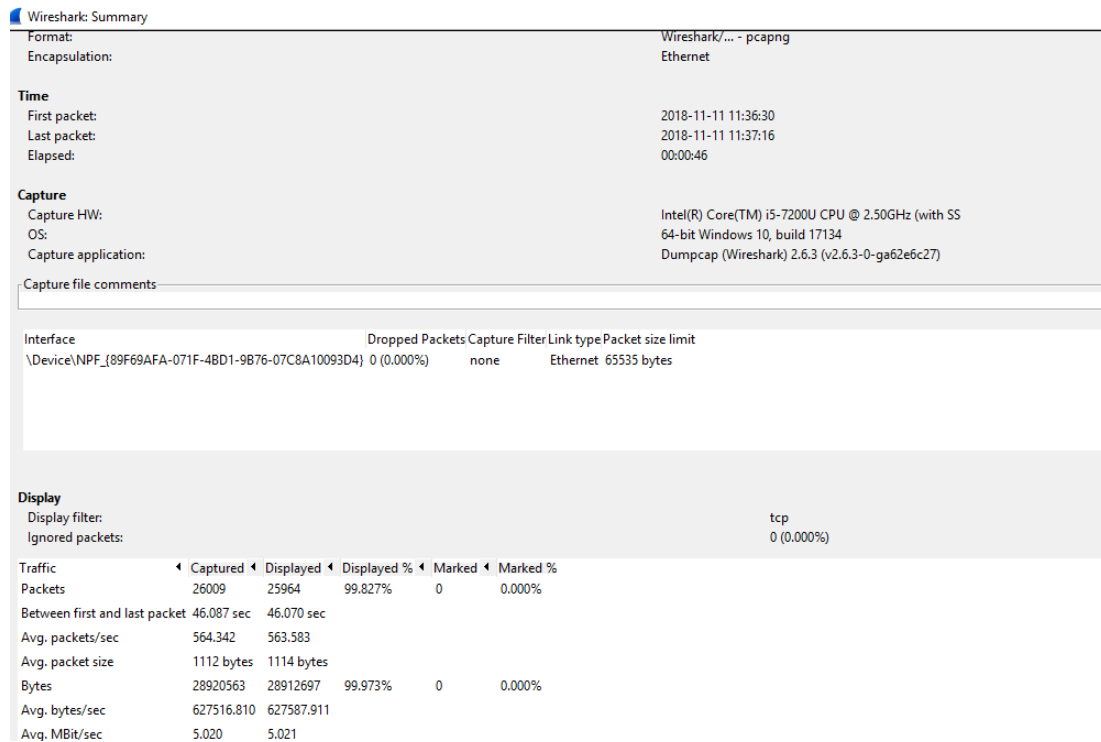 Wireshark: Summary
Format: Wireshark/... - pcapng
Encapsulation: Ethernet
Time
First packet: 2018-11-11 11:36:30
Last packet: 2018-11-11 11:37:16
Elapsed: 00:00:46
Capture
Capture HW: Intel(R) Core(TM) i5-7200U CPU @ 2.50GHz (with SS
OS: 64-bit Windows 10, build 17134
Capture application: Dumpcap (Wireshark) 2.6.3 (v2.6.3-0-ga62e6c27)
Capture file comments
Interface Dropped Packets Capture Filter Link type Packet size limit
\Device\NPF_{89F69AFA-071F-4BD1-9B76-07C8A10093D4} 0 (0.000%) none Ethernet 65535 bytes
Display
Display filter: tcp
Ignored packets: 0 (0.000%)
Traffic Captured Displayed Displayed % Marked Marked %
Packets 26009 25964 99.827% 0 0.000%
Between first and last packet 46.087 sec 46.070 sec
Avg. packets/sec 564.342 563.583
Avg. packet size 1112 bytes 1114 bytes
Bytes 28920563 28912697 99.973% 0 0.000%
Avg. bytes/sec 627516.810 627587.911
Avg. MBit/sec 5.020 5.021